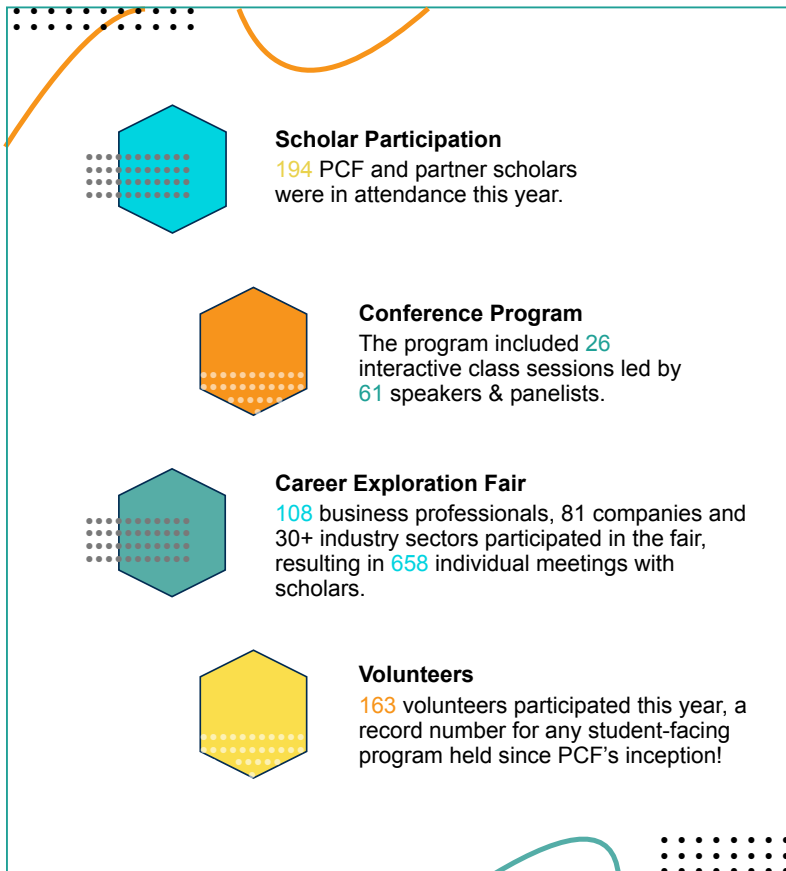 Scholar Participation
194 PCF and partner scholars
were in attendance this year.
Conference Program
The program included 26
interactive class sessions led by
61 speakers & panelists.
Career Exploration Fair
108 business professionals, 81 companies and
30+ industry sectors participated in the fair,
resulting in 658 individual meetings with
scholars.
Volunteers
163 volunteers participated this year, a
record number for any student-facing
program held since PCF’s inception!